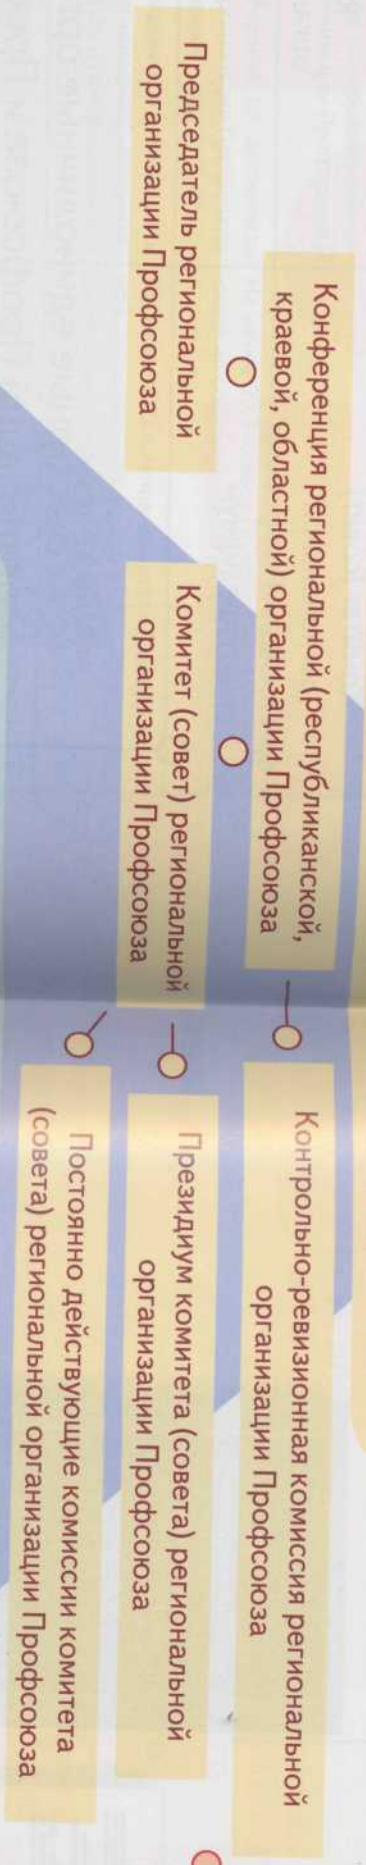 Конференция региональной (республиканской,
краевой, областной) организации Профсоюза
Контрольно-ревизионная комиссия региональной
организации Профсоюза
Председатель региональной
организации Профсоюза
Комитет (совет) региональной
организации Профсоюза
Президиум комитета (совета) региональной
организации Профсоюза
Постоянно действующие комиссии комитета
(совета) региональной организации Профсоюза